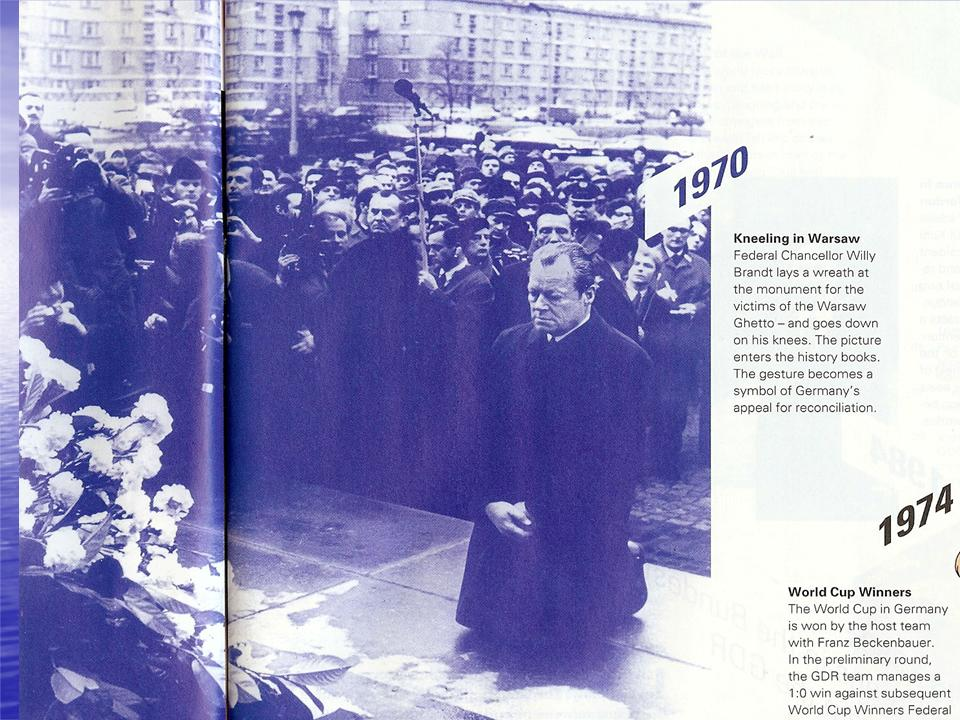 1970
Kneeling in Warsaw
Federal Chancellor Willy
Brandt lays a wreath at
the monument for the
victims of the Warsaw
Ghetto – and goes down
on his knees. The picture
enters the history books.
The gesture becomes a
symbol of Germany's
appeal for reconciliation.
1974
World Cup Winners
The World Cup in Germany
is won by the host team
with Franz Beckenbauer.
In the preliminary round,
the GDR team manages a
1:0 win against subsequent
World Cup Winners Federal